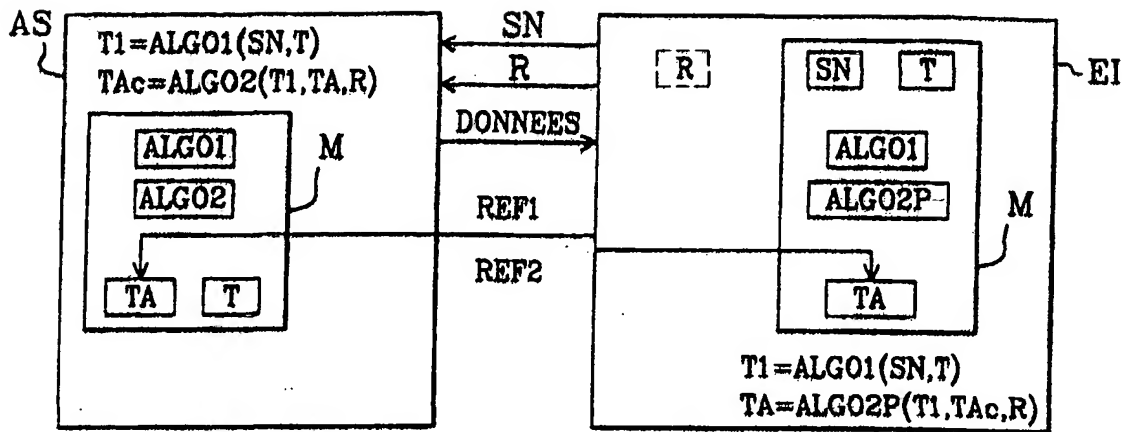 AS
T1=ALGO1(SN,T)
TAc=ALGO2(T1,TA,R)
ALGO1
ALGO2
M
TA
T
SN
R
DONNEES
REF1
REF2
R
SN
T
EI
ALGO1
ALGO2P
M
TA
T1=ALGO1(SN,T)
TA=ALGO2P(T1,TAc,R)